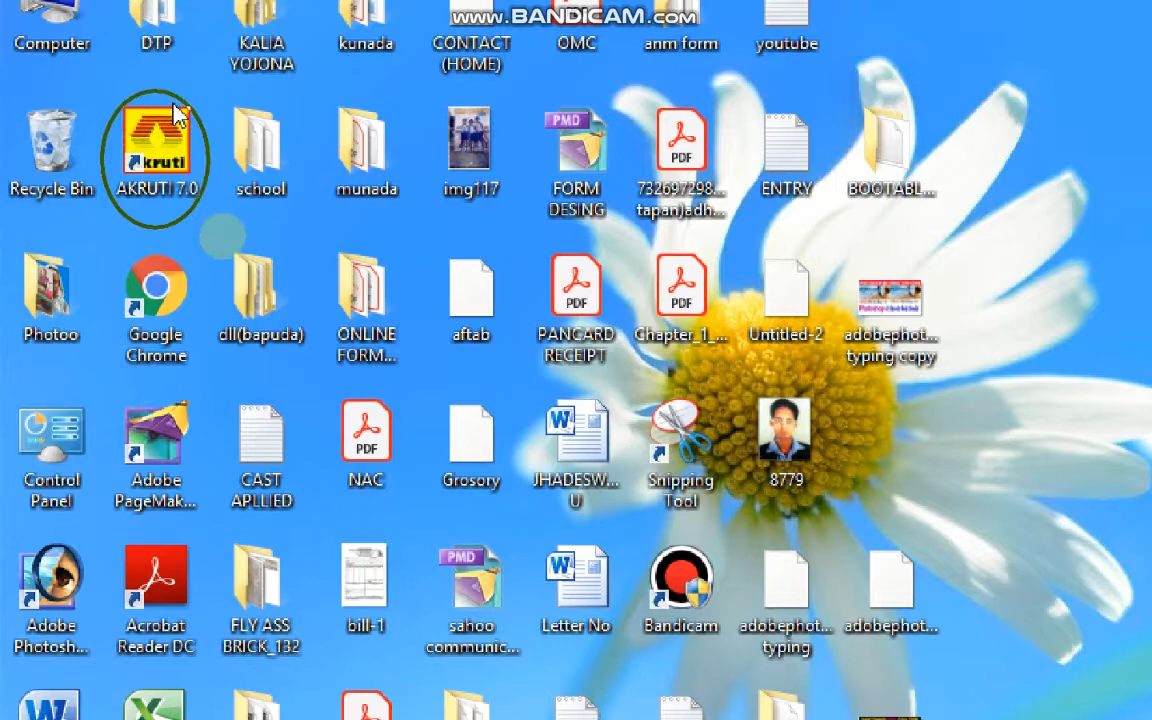 www.BANDICAM.com
Computer
DTP
KALIA
YOJONA
kunada
CONTACT
(HOME)
OMC
anm form
youtube
kruti
PMD
PDF
Recycle Bin
AKRUTI 7.0
school
munada
img117
FORM
DESING
732697298...
tapan)adh...
ENTRY
BOOTABL...
PDF
PDF
Photoo
Google
Chrome
dll(bapuda)
ONLINE
FORM...
aftab
PANCARD
RECEIPT
Chapter_1_...
Untitled-2
adobephot...
typing copy
PDF
W
Control
Panel
Adobe
PageMak...
CAST
APLLIED
NAC
Grosory
JHADESW...
U
Snipping
Tool
8779
PMD
W
Adobe
Photosh...
Acrobat
Reader DC
FLY ASS
BRICK_132
bill-1
sahoo
communic...
Letter No
Bandicam
adobephot...
typing
adobephot...
W
X